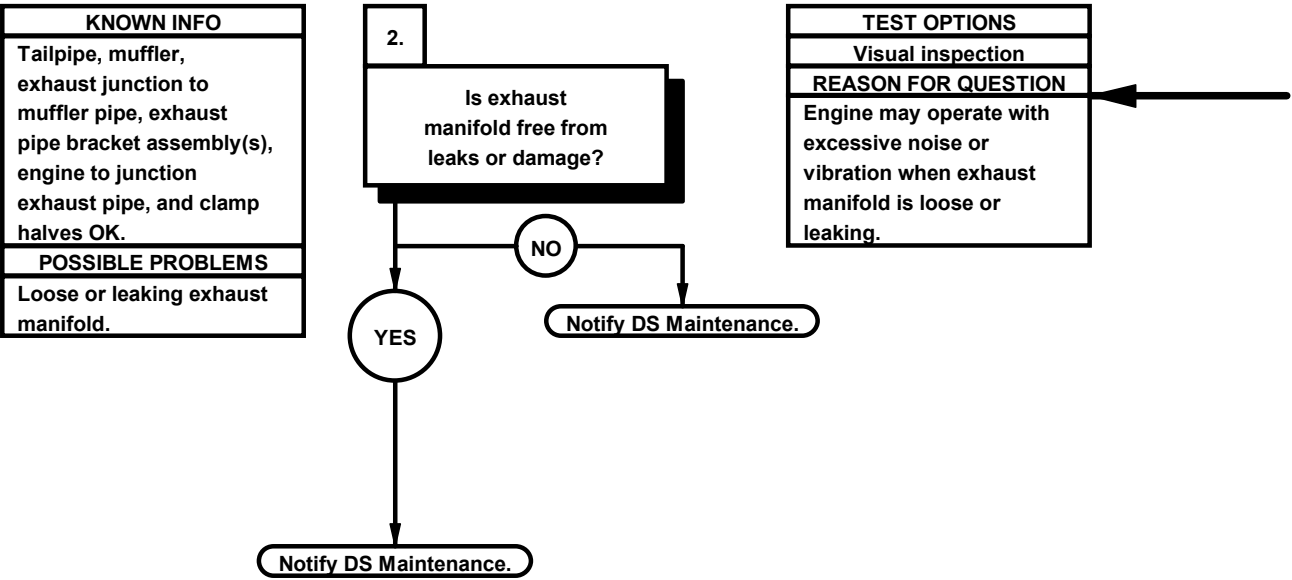 KNOWN INFO
Tailpipe, muffler,
exhaust junction to
muffler pipe, exhaust
pipe bracket assembly(s),
engine to junction
exhaust pipe, and clamp
halves OK.
POSSIBLE PROBLEMS
Loose or leaking exhaust
manifold.
2.
Is exhaust
manifold free from
leaks or damage?
NO
YES
Notify DS Maintenance.
Notify DS Maintenance.
TEST OPTIONS
Visual inspection
REASON FOR QUESTION
Engine may operate with
excessive noise or
vibration when exhaust
manifold is loose or
leaking.